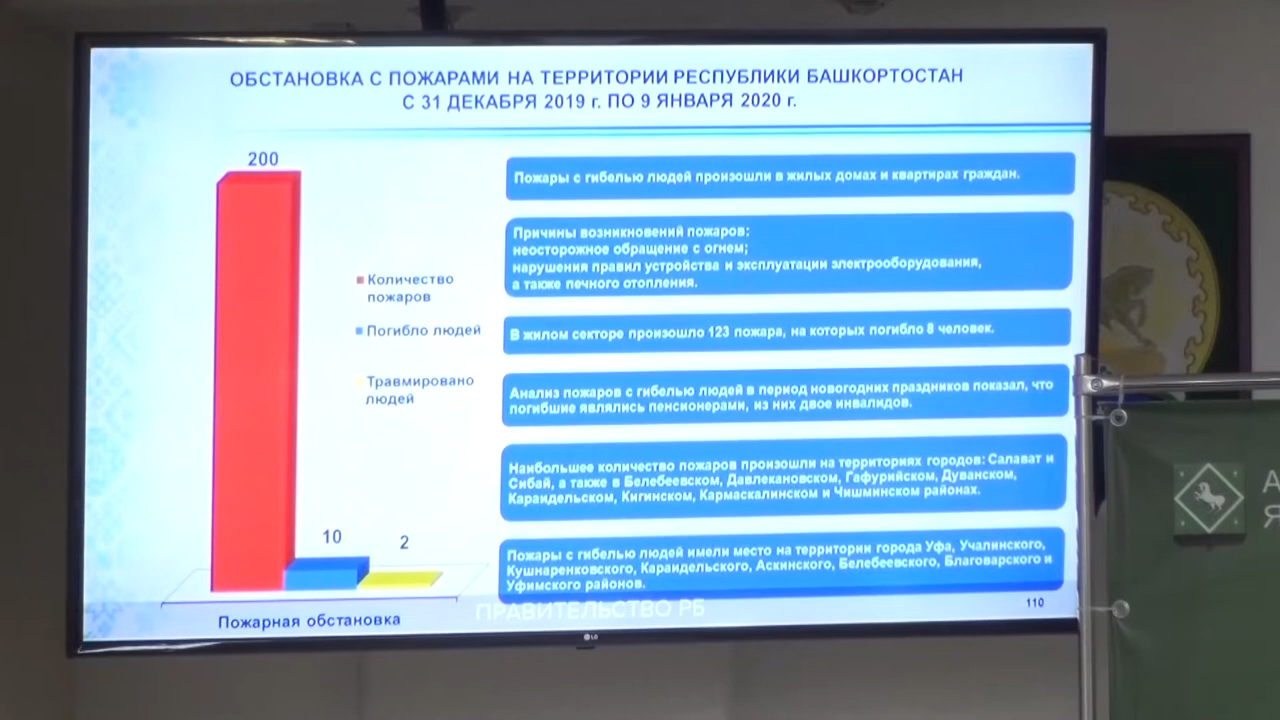 ОБСТАНОВКА С ПОЖАРАМИ НА ТЕРРИТОРИИ РЕСПУБЛИКИ БАШКОРТОСТАН
С 31 ДЕКАБРЯ 2019 г. ПО 9 ЯНВАРЯ 2020 г.
200
10
2
Количество
пожаров
Погибло людей
Травмировано
людей
Пожарная обстановка
Пожары с гибелью людей произошли в жилых домах и квартирах граждан.
Причины возникновений пожаров:
неосторожное обращение с огнем;
нарушения правил устройства и эксплуатации электрооборудования,
а также печного отопления.
В жилом секторе произошло 123 пожара, на которых погибло 8 человек.
Анализ пожаров с гибелью людей в период новогодних праздников показал, что
погибшие являлись пенсионерами, из них двое инвалидов.
Наибольшее количество пожаров произошли на территориях городов: Салават и
Сибай, а также в Белебеевском, Давлекановском, Гафурийском, Дуванском,
Караидельском, Кигинском, Кармаскалинском и Чишминском районах.
Пожары с гибелью людей имели место на территории города Уфа, Учалинского,
Кушнаренковского, Караидельского, Аскинского, Белебеевского, Благоварского и
Уфимского районов.
110
ПРАВИТЕЛЬСТВО РБ
LG
А
Я